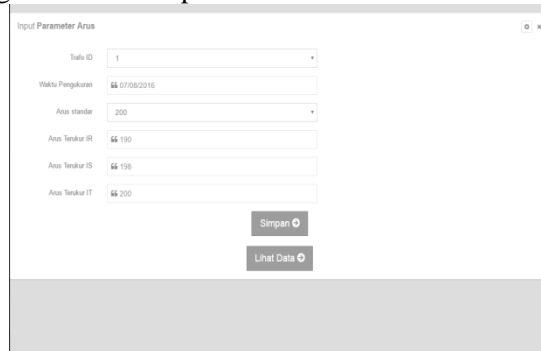 Input Parameter Arus
Trafo ID
1
Waktu Pengukuran
07/08/2016
Arus standar
200
Arus Terukur IR
190
Arus Terukur IS
198
Arus Terukur IT
200
Simpan
Lihat Data